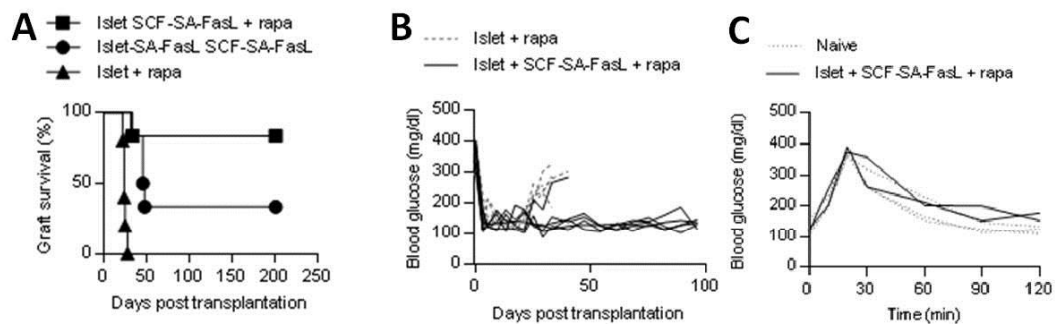 A
Islet SCF-SA-FasL + rapa
Islet-SA-FasL SCF-SA-FasL
Islet + rapa
Graft survival (%)
100
50
0
0 50 100 150 200 250
Days post transplantation
B
Islet + rapa
Islet + SCF-SA-FasL + rapa
Blood glucose (mg/dl)
500
400
300
200
100
0
0 50 100
Days post transplantation
C
Naive
Islet + SCF-SA-FasL + rapa
Blood glucose (mg/dl)
500
400
300
200
100
0
0 30 60 90 120
Time (min)